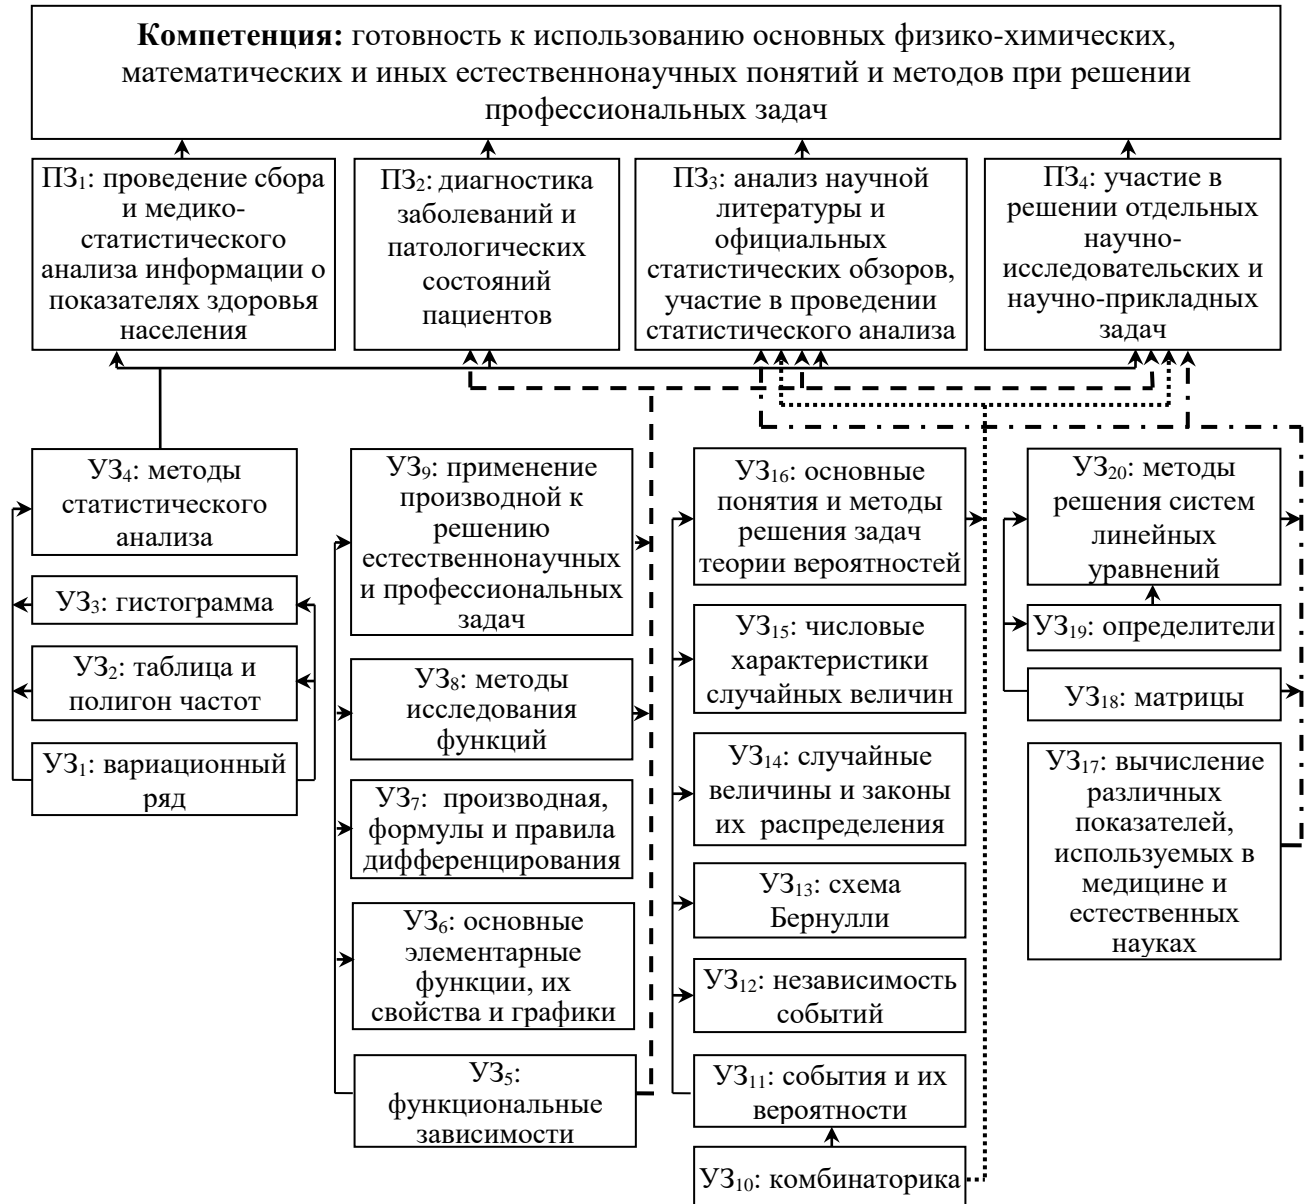 Компетенция: готовность к использованию основных физико-химических,
математических и иных естественнонаучных понятий и методов при решении
профессиональных задач
ПЗ₁: проведение сбора
и медико-
статистического
анализа информации о
показателях здоровья
населения
ПЗ₂: диагностика
заболеваний и
патологических
состояний
пациентов
ПЗ₃: анализ научной
литературы и
официальных
статистических обзоров,
участие в проведении
статистического анализа
ПЗ₄: участие в
решении отдельных
научно-
исследовательских и
научно-прикладных
задач
УЗ₄: методы
статистического
анализа
УЗ₃: гистограмма
УЗ₂: таблица и
полигон частот
УЗ₁: вариационный
ряд
УЗ₉: применение
производной к
решению
естественнонаучных
и профессиональных
задач
УЗ₈: методы
исследования
функций
УЗ₇: производная,
формулы и правила
дифференцирования
УЗ₆: основные
элементарные
функции, их
свойства и графики
УЗ₅:
функциональные
зависимости
УЗ₁₆: основные
понятия и методы
решения задач
теории вероятностей
УЗ₁₅: числовые
характеристики
случайных величин
УЗ₁₄: случайные
величины и законы
их распределения
УЗ₁₃: схема
Бернулли
УЗ₁₂: независимость
событий
УЗ₁₁: события и их
вероятности
УЗ₁₀: комбинаторика
УЗ₂₀: методы
решения систем
линейных
уравнений
УЗ₁₉: определители
УЗ₁₈: матрицы
УЗ₁₇: вычисление
различных
показателей,
используемых в
медицине и
естественных
науках